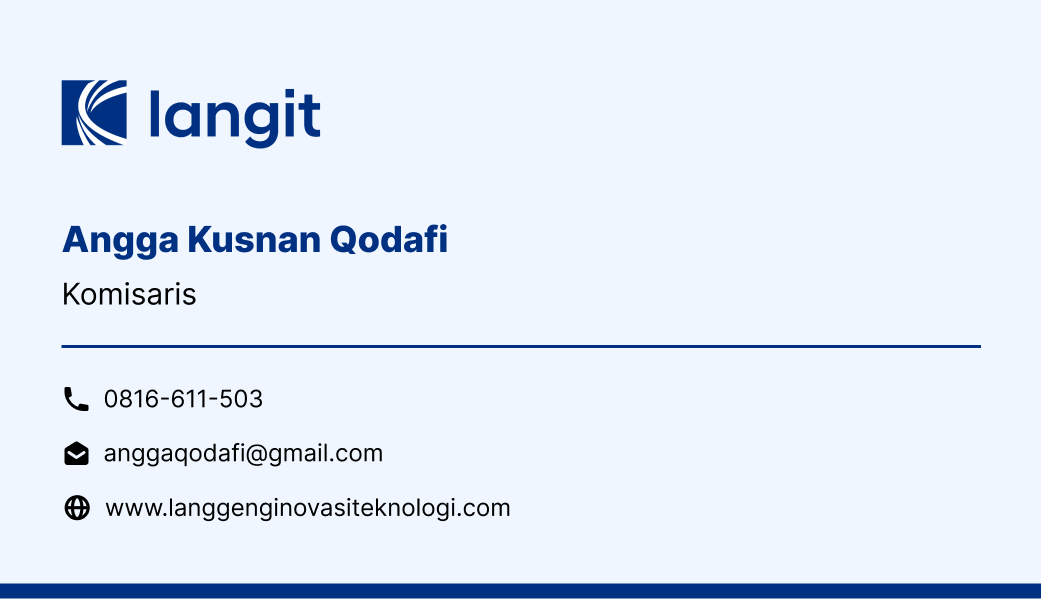 langit
Angga Kusnan Qodafi
Komisaris
0816-611-503
anggaqodafi@gmail.com
www.langgenginovasiteknologi.com